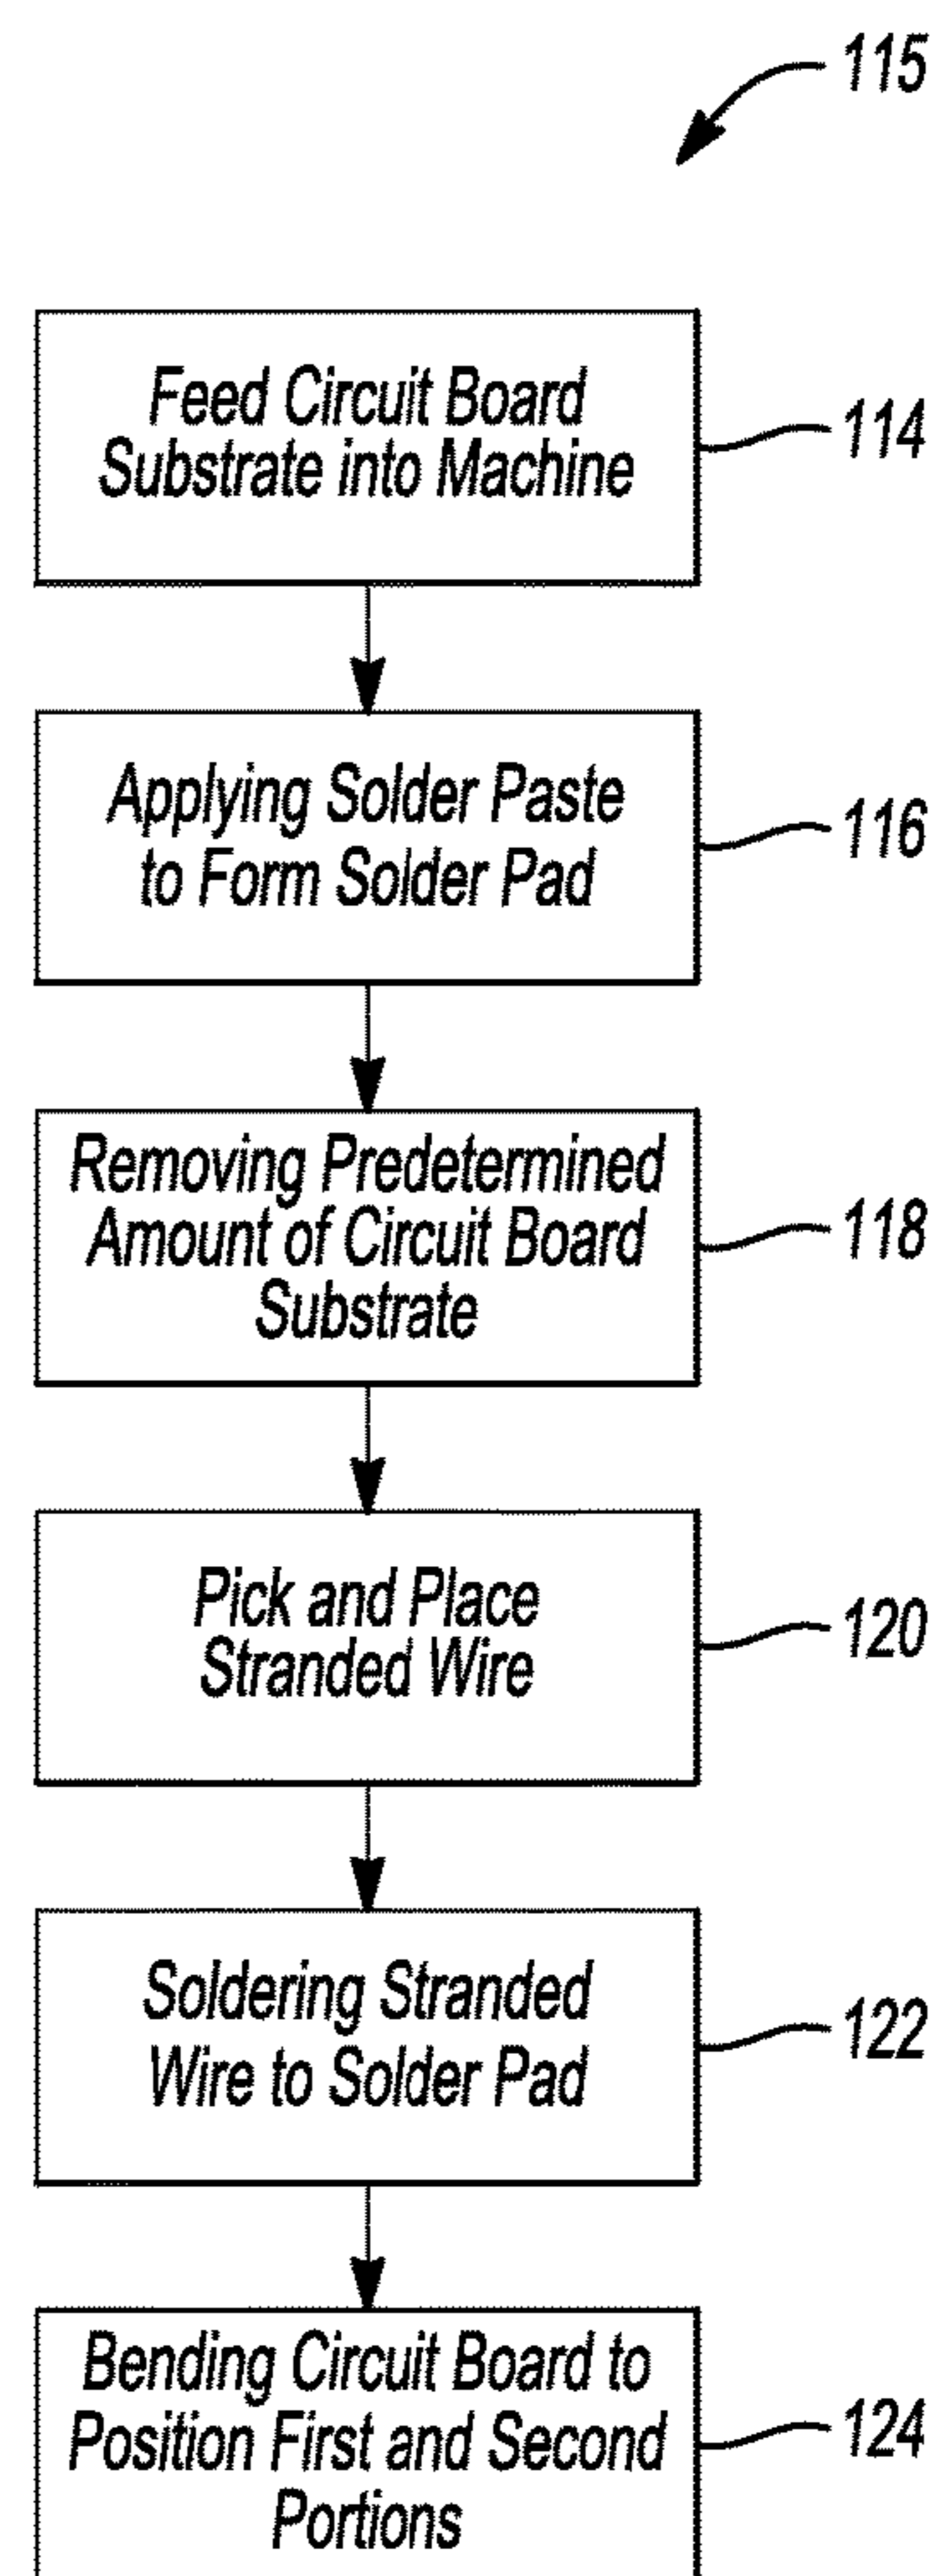 115
Feed Circuit Board
Substrate into Machine
114
Applying Solder Paste
to Form Solder Pad
116
Removing Predetermined
Amount of Circuit Board
Substrate
118
Pick and Place
Stranded Wire
120
Soldering Stranded
Wire to Solder Pad
122
Bending Circuit Board to
Position First and Second
Portions
124